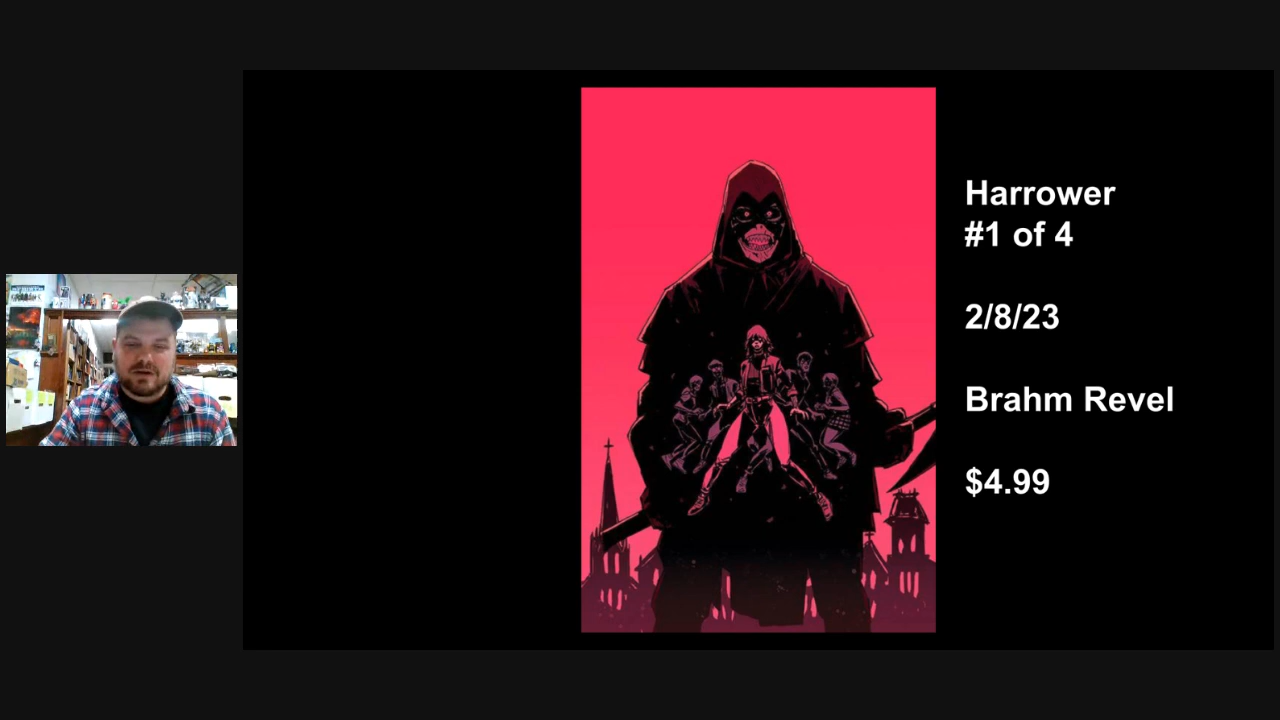 Harrower
#1 of 4
2/8/23
Brahm Revel
$4.99